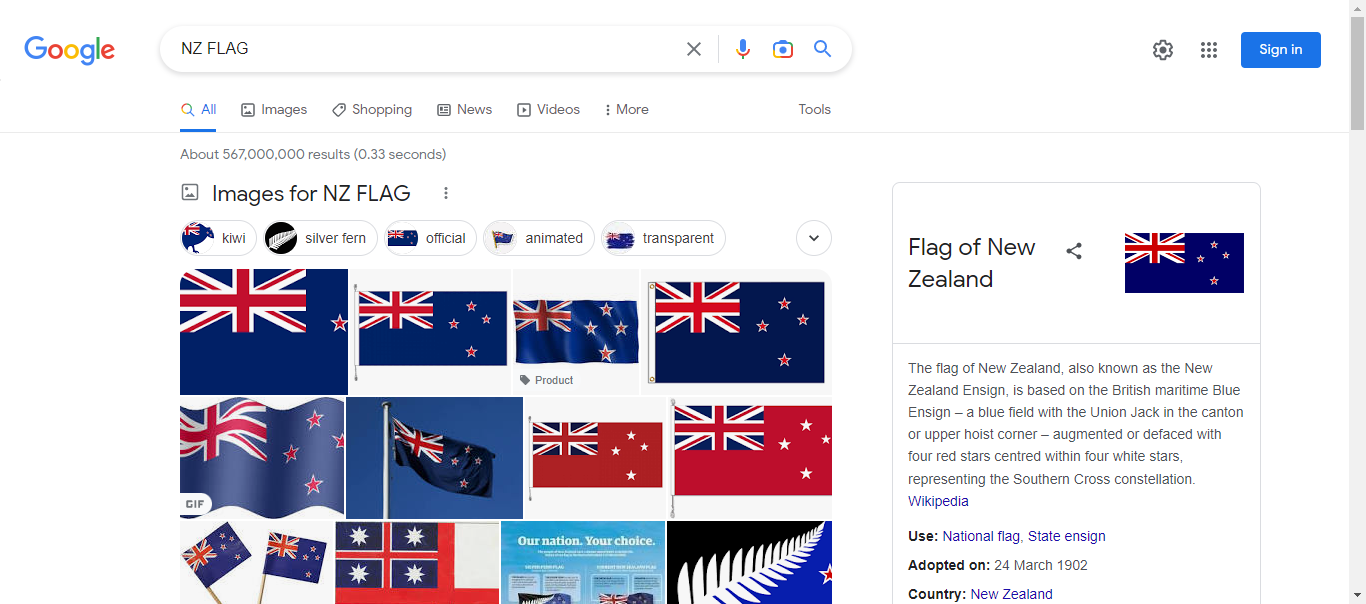 Google
NZ FLAG
Sign in
All
Images
Shopping
News
Videos
More
Tools
About 567,000,000 results (0.33 seconds)
Images for NZ FLAG
kiwi
silver fern
official
animated
transparent
Product
GIF
Our nation. Your choice.
Flag of New
Zealand
The flag of New Zealand, also known as the New
Zealand Ensign, is based on the British maritime Blue
Ensign – a blue field with the Union Jack in the canton
or upper hoist corner – augmented or defaced with
four red stars centred within four white stars,
representing the Southern Cross constellation.
Wikipedia
Use: National flag, State ensign
Adopted on: 24 March 1902
Country: New Zealand